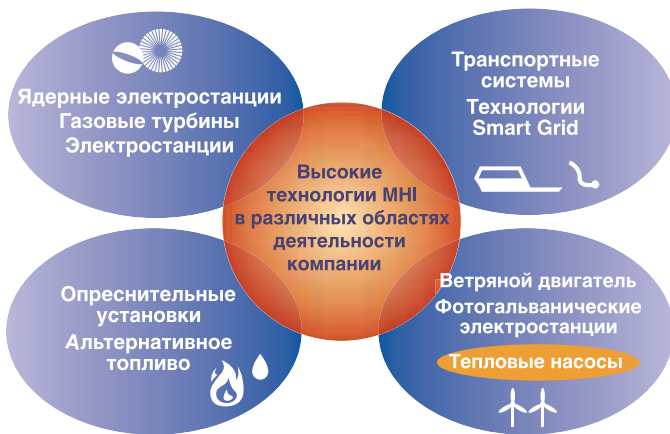 Ядерные электростанции
Газовые турбины
Электростанции
Транспортные
системы
Технологии
Smart Grid
Высокие
технологии MHI
в различных областях
деятельности
компании
Опреснительные
установки
Альтернативное
топливо
Ветряной двигатель
Фотогальванические
электростанции
Тепловые насосы